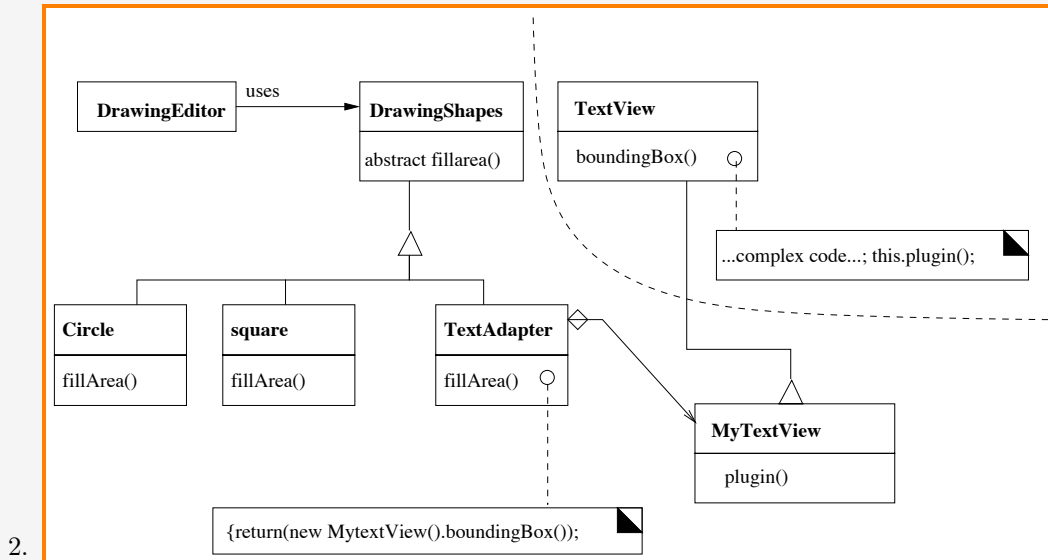 uses
DrawingEditor
DrawingShapes
abstract fillarea()
TextView
boundingBox()
...complex code...; this.plugin();
Circle
fillArea()
square
fillArea()
TextAdapter
fillArea()
MyTextView
plugin()
{return(new MytextView().boundingBox());
2.